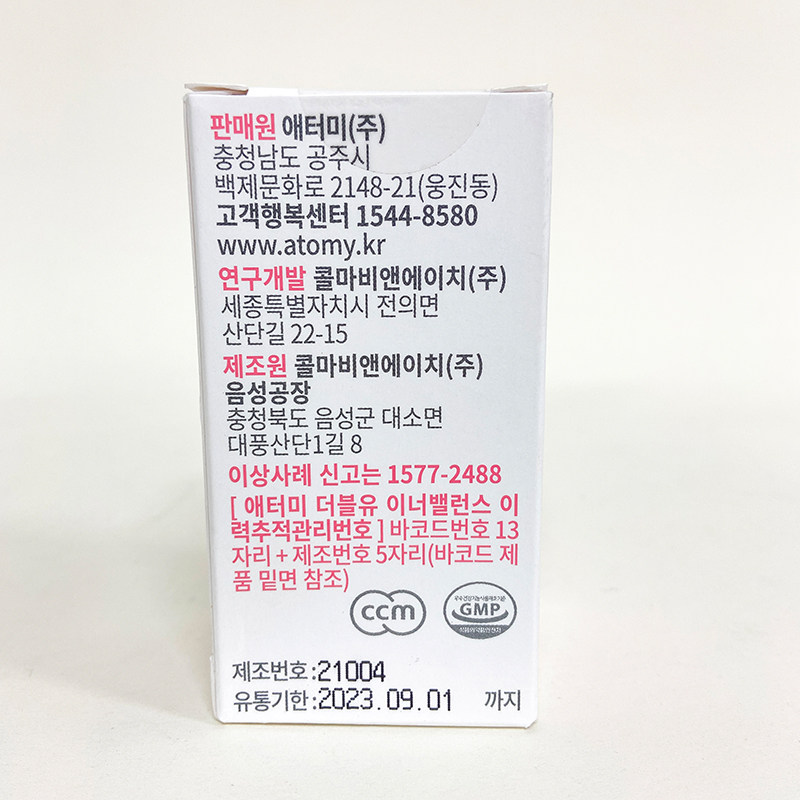 판매원 애터미(주)
충청남도 공주시
백제문화로 2148-21(웅진동)
고객행복센터 1544-8580
www.atomy.kr
연구개발 콜마비앤에이치(주)
세종특별자치시 전의면
산단길 22-15
제조원 콜마비앤에이치(주)
음성공장
충청북도 음성군 대소면
대풍산단1길 8
이상사례 신고는 1577-2488
[ 애터미 더블유 이너밸런스 이
력추적관리번호 ] 바코드번호 13
자리 + 제조번호 5자리(바코드 제
품 밑면 참조)
ccm
GMP
제조번호:21004
유통기한:2023.09.01 까지